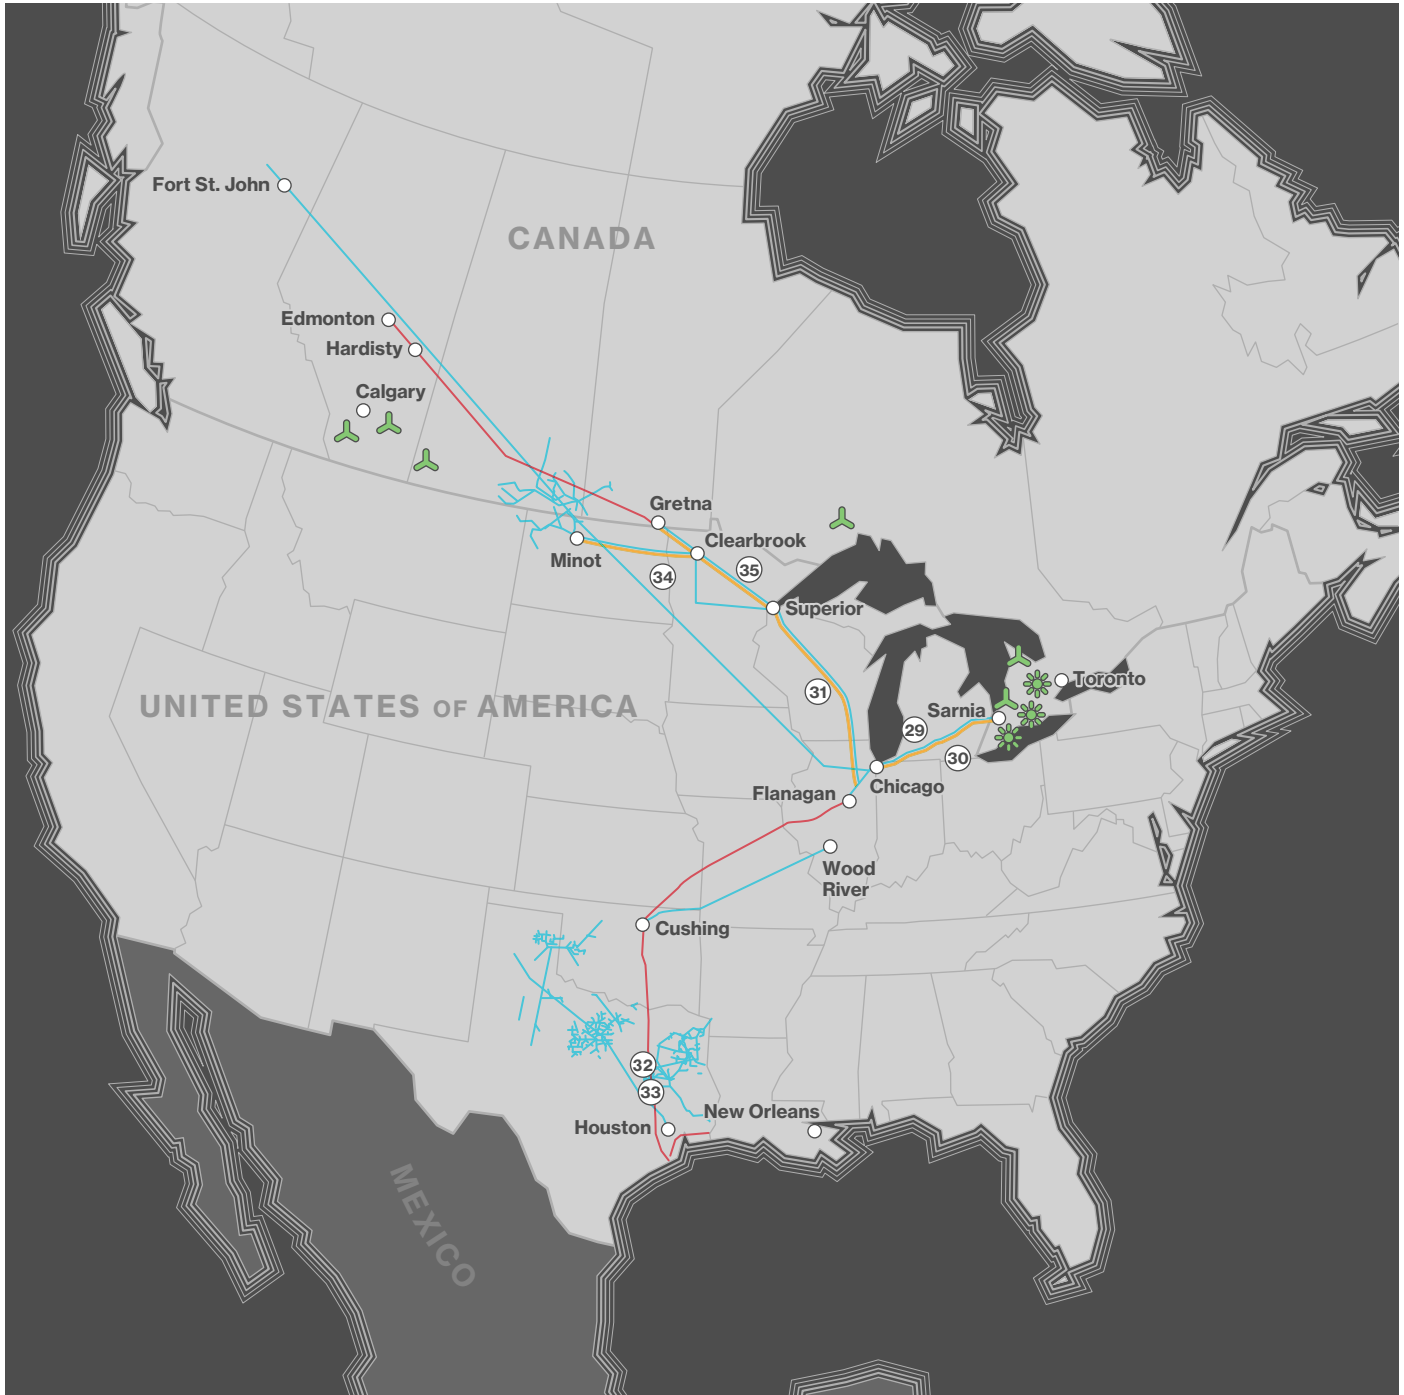 Fort St. John
CANADA
Edmonton
Hardisty
Calgary
Gretna
Clearbrook
Minot
34
35
Superior
31
UNITED STATES OF AMERICA
Toronto
Sarnia
29
30
Chicago
Flanagan
Wood
River
Cushing
32
33
New Orleans
Houston
MEXICO